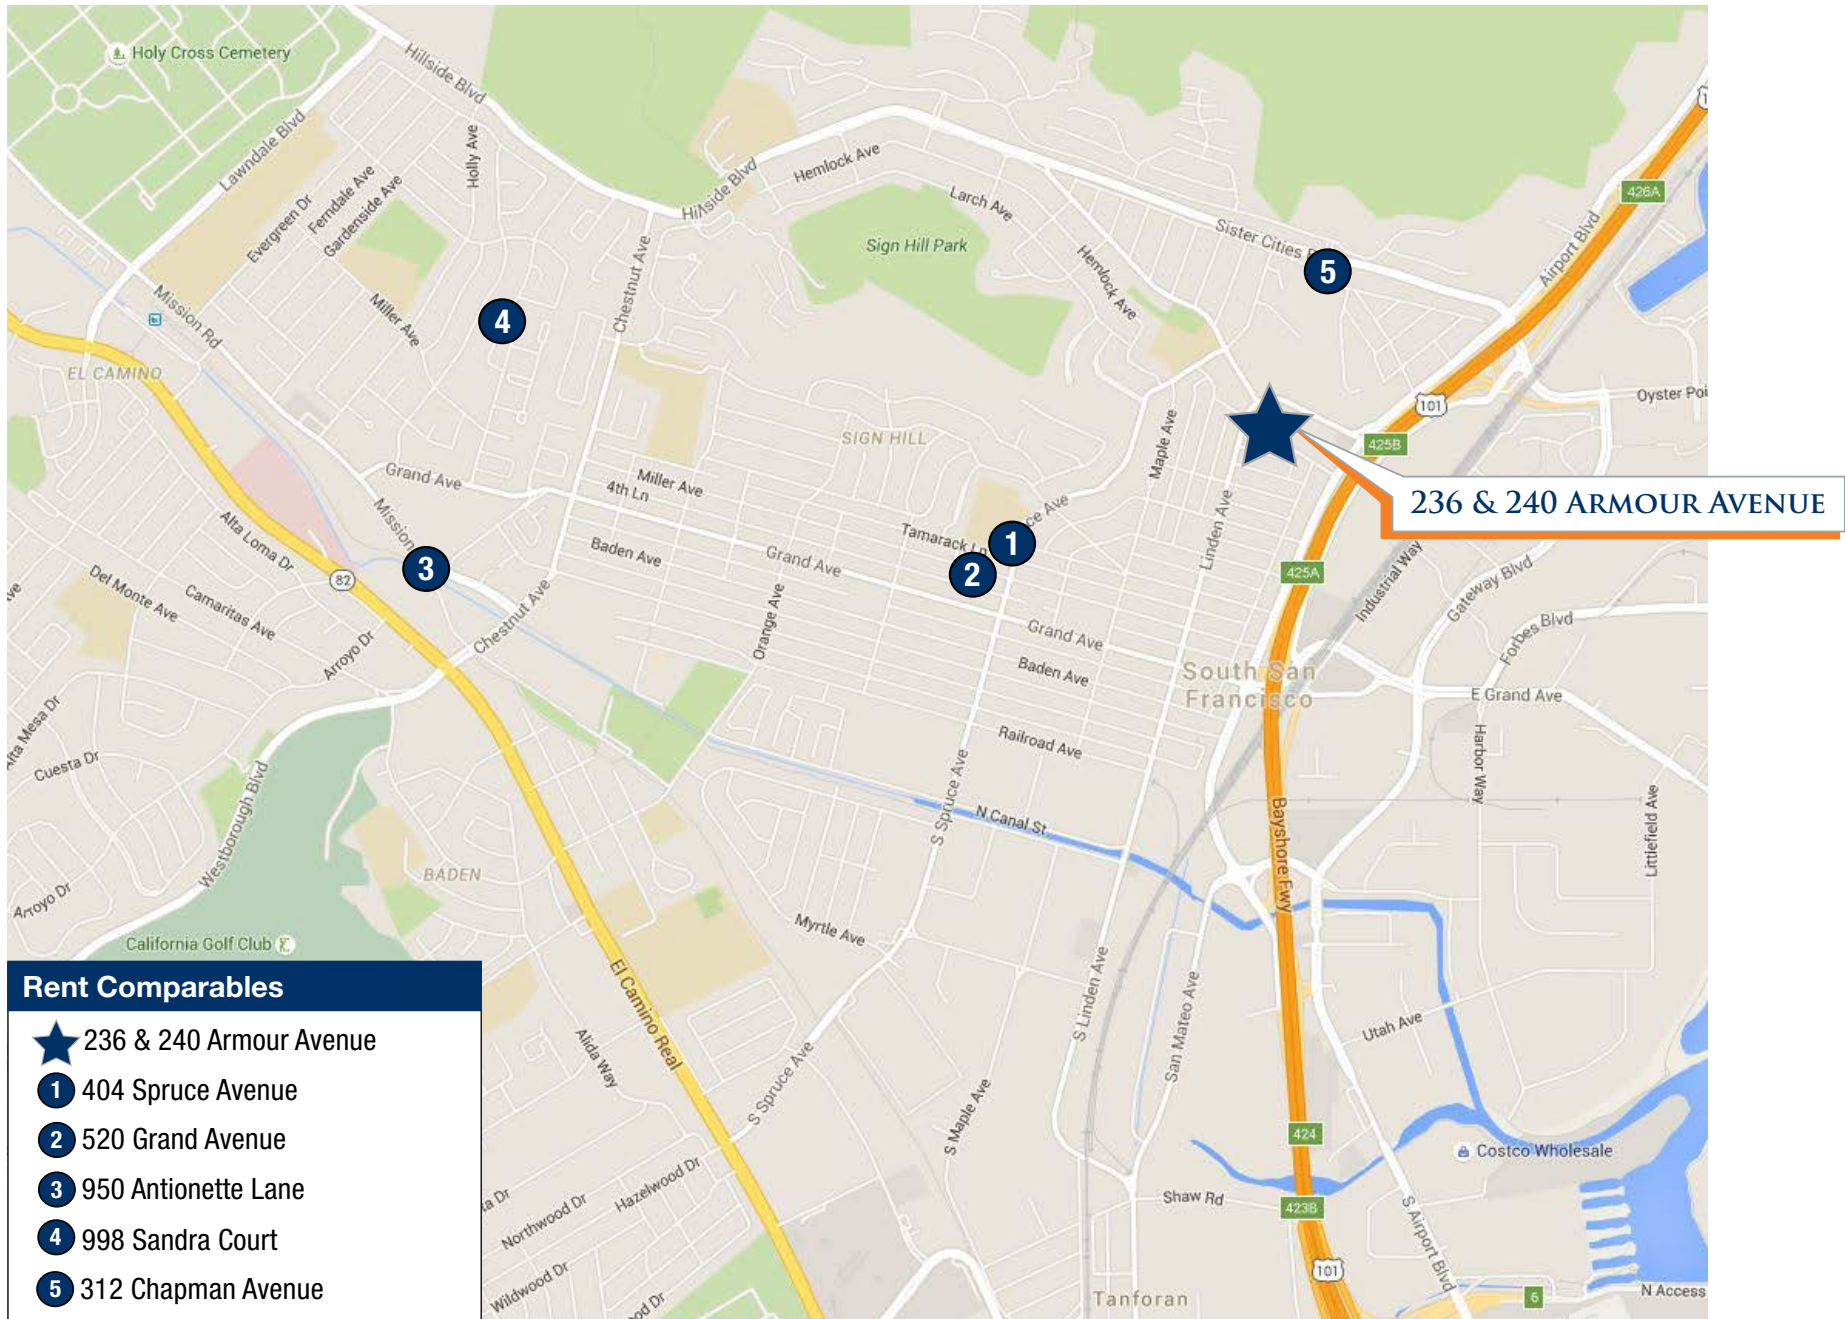 Holy Cross Cemetery
Hillside Blvd
Lawndale Blvd
Holly Ave
Evergreen Dr
Ferndale Ave
Gardenside Ave
Hillside Blvd
Hemlock Ave
Larch Ave
Sign Hill Park
Hemlock Ave
Sister Cities
5
Airport Blvd
426A
Mission Rd
Miller Ave
4
Chestnut Ave
EL CAMINO
Oyster Poi
101
425B
SIGN HILL
Maple Ave
236 & 240 Armour Avenue
Grand Ave
Miller Ave
4th Ln
Mission
Alta Loma Dr
Tamarack Ln
1
2
3
Linden Ave
425A
Industrial Way
Gateway Blvd
Forbes Blvd
82
Baden Ave
Grand Ave
Orange Ave
Del Monte Ave
Camaritas Ave
Arroyo Dr
Chestnut Ave
Grand Ave
Baden Ave
South San
Francisco
E Grand Ave
Harbor Way
Littlefield Ave
Alta Mesa Dr
Cuesta Dr
Westborough Blvd
Railroad Ave
S Spruce Ave
N Canal St
Bayshore Fwy
Arroyo Dr
BADEN
California Golf Club
Myrtle Ave
El Camino Real
Alida Way
S Linden Ave
San Mateo Ave
Utah Ave
S Spruce Ave
S Maple Ave
424
Costco Wholesale
Hazelwood Dr
Northwood Dr
Wildwood Dr
Shaw Rd
423B
S Airport Blvd
101
Tanforan
6
N Access
Rent Comparables
236 & 240 Armour Avenue
1 404 Spruce Avenue
2 520 Grand Avenue
3 950 Antionette Lane
4 998 Sandra Court
5 312 Chapman Avenue